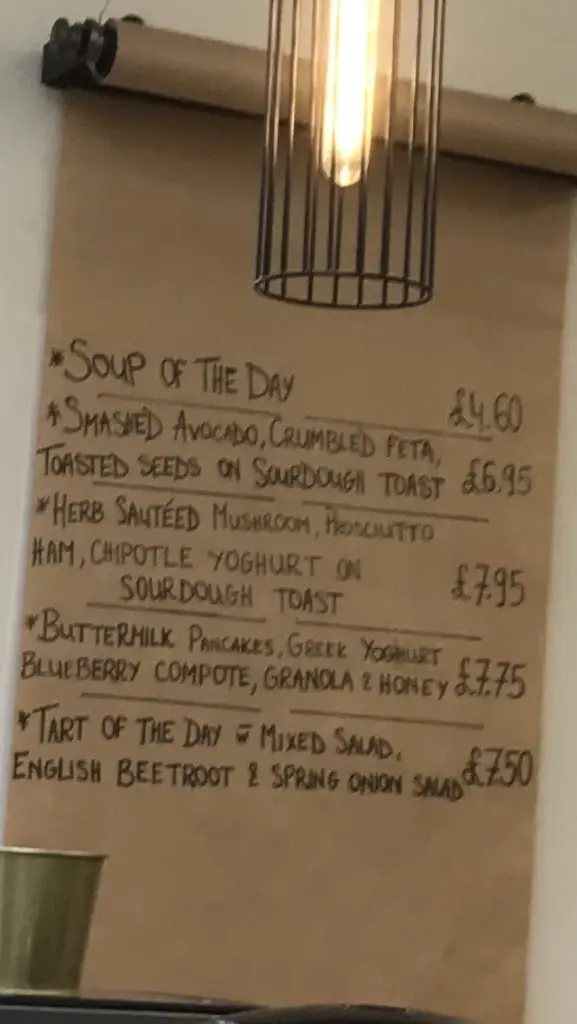 *SOUP OF THE DAY £4.60
*SMASHED AVOCADO, CRUMBLED FETA,
TOASTED SEEDS ON SOURDOUGH TOAST £6.95
*HERB SAUTÉED MUSHROOM, PROSCIUTTO
HAM, CHIPOTLE YOGHURT ON £7.95
SOURDOUGH TOAST
*BUTTERMILK PANCAKES, GREEK YOGHURT
BLUEBERRY COMPOTE, GRANOLA & HONEY £7.75
*TART OF THE DAY w MIXED SALAD,
ENGLISH BEETROOT & SPRING ONION SALAD £7.50